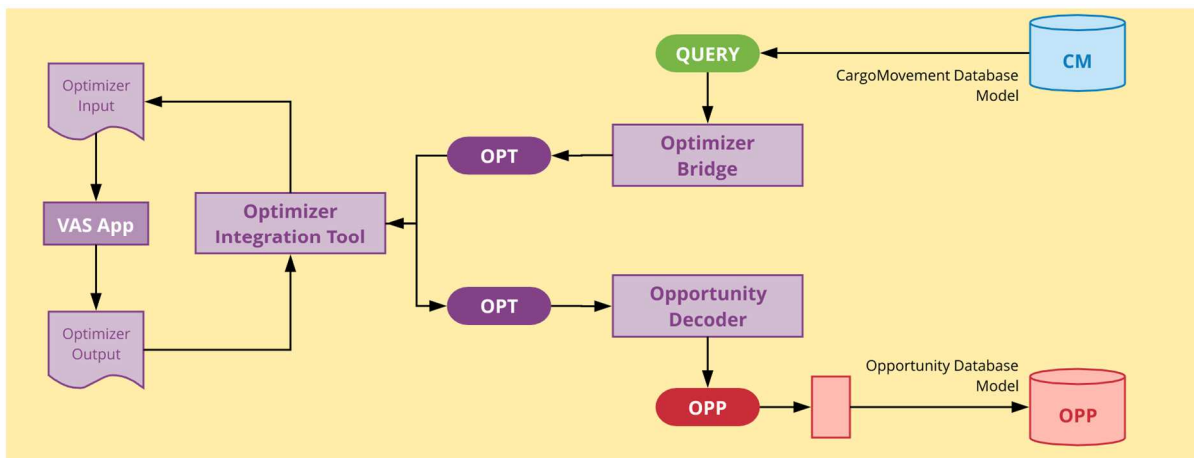 QUERY
CM
CargoMovement Database
Model
Optimizer
Input
Optimizer
Bridge
OPT
VAS App
Optimizer
Integration Tool
OPT
Opportunity
Decoder
Optimizer
Output
Opportunity Database
Model
OPP
OPP